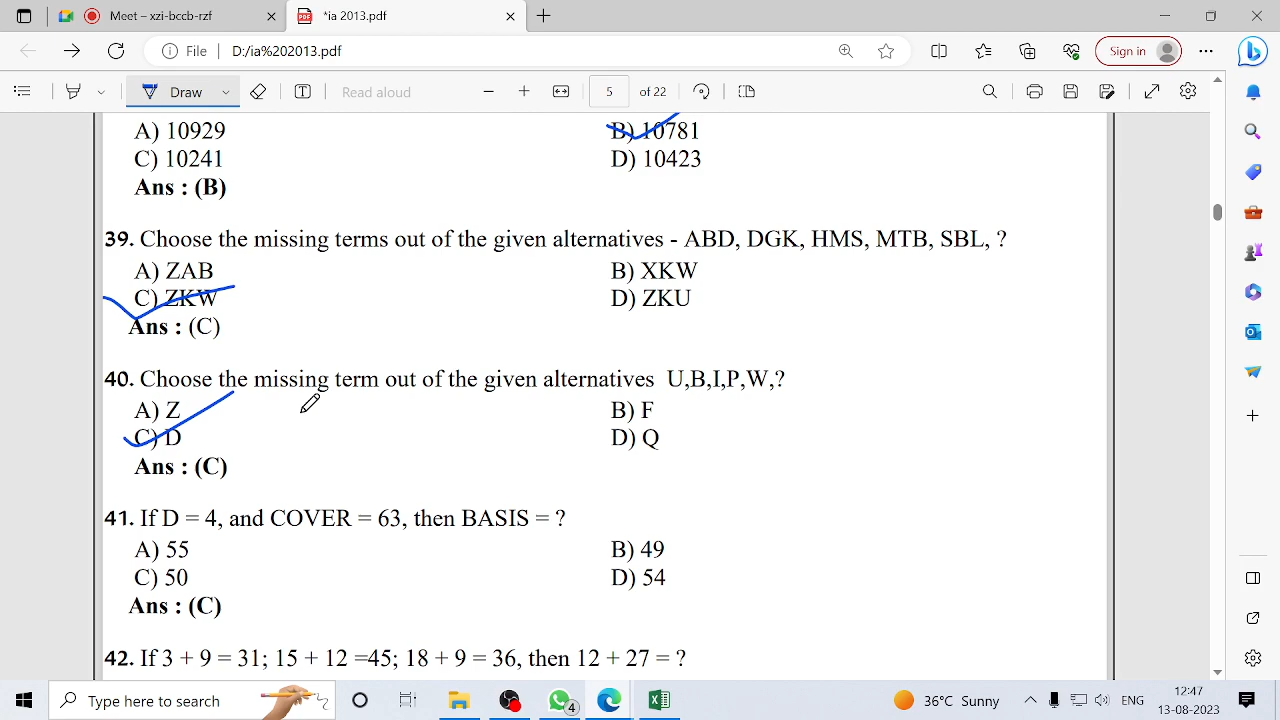 Meet – xzi-bccb-rzf
*ia 2013.pdf
File D:/ia%202013.pdf
Sign in
Draw
Read aloud
5 of 22
A) 10929 B) 10781
C) 10241 D) 10423
Ans : (B)
39. Choose the missing terms out of the given alternatives - ABD, DGK, HMS, MTB, SBL, ?
A) ZAB B) XKW
C) ZKW D) ZKU
Ans : (C)
40. Choose the missing term out of the given alternatives U,B,I,P,W,?
A) Z B) F
C) D D) Q
Ans : (C)
41. If D = 4, and COVER = 63, then BASIS = ?
A) 55 B) 49
C) 50 D) 54
Ans : (C)
42. If 3 + 9 = 31; 15 + 12 =45; 18 + 9 = 36, then 12 + 27 = ?
Type here to search
4
36°C Sunny
ENG
12:47
13-08-2023